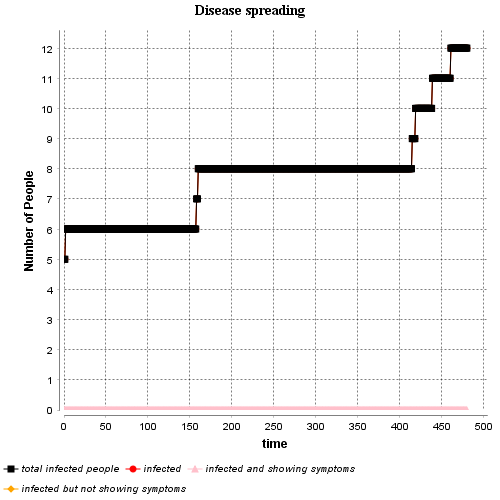 Disease spreading
12
11
10
9
8
7
6
5
4
3
2
1
0
Number of People
0 50 100 150 200 250 300 350 400 450 500
time
total infected people infected infected and showing symptoms
infected but not showing symptoms